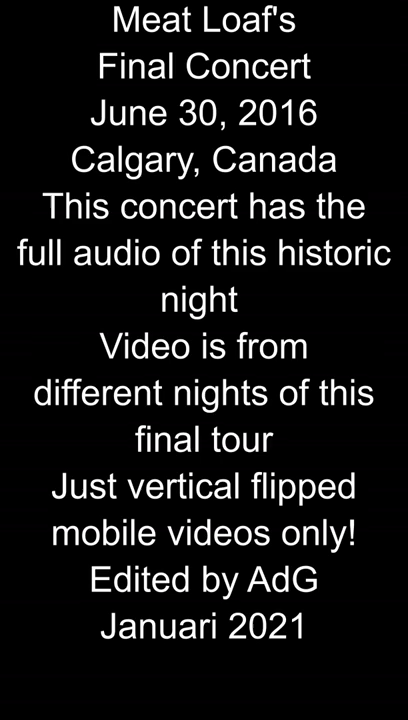 Meat Loaf's
Final Concert
June 30, 2016
Calgary, Canada
This concert has the
full audio of this historic
night
Video is from
different nights of this
final tour
Just vertical flipped
mobile videos only!
Edited by AdG
Januari 2021